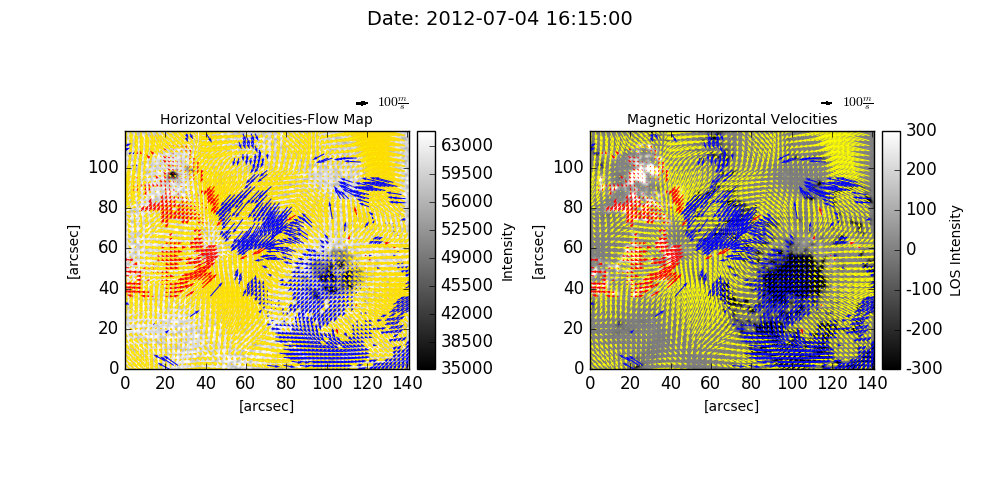 Date: 2012-07-04 16:15:00
100 m/s
Horizontal Velocities-Flow Map
[arcsec]
0
20
40
60
80
100
0 20 40 60 80 100 120 140
[arcsec]
63000
59500
56000
52500
49000
45500
42000
38500
35000
Intensity
100 m/s
Magnetic Horizontal Velocities
[arcsec]
0
20
40
60
80
100
0 20 40 60 80 100 120 140
[arcsec]
300
200
100
0
-100
-200
-300
LOS Intensity